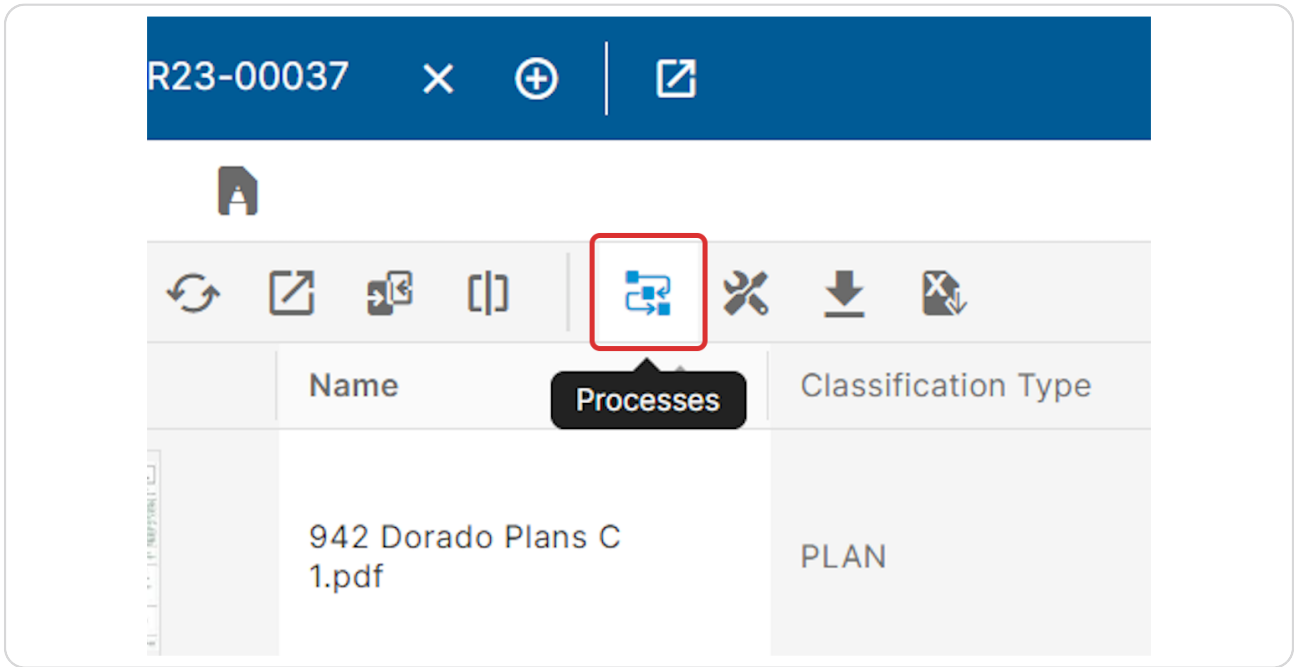 R23-00037
Name
Processes
Classification Type
942 Dorado Plans C
1.pdf
PLAN